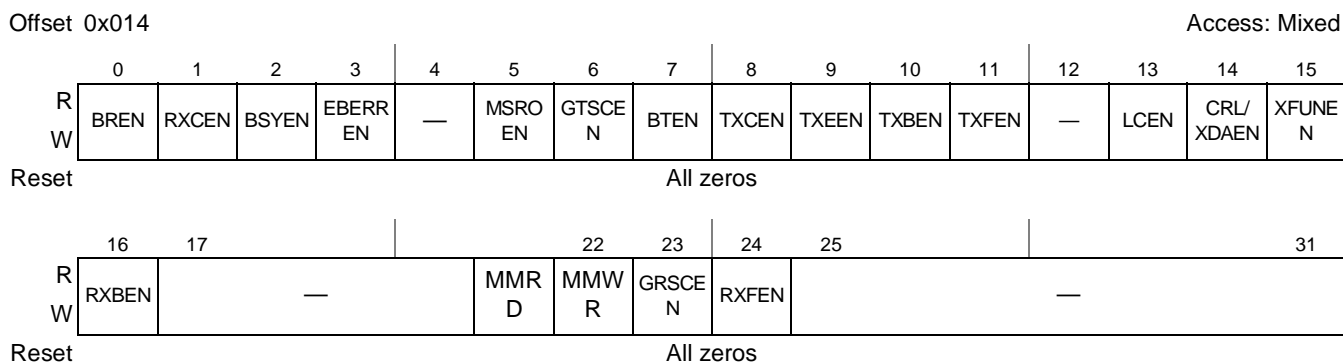 Offset 0x014 Access: Mixed
0 1 2 3 4 5 6 7 8 9 10 11 12 13 14 15
R BREN RXCEN BSYEN EBERR — MSRO GTSCE BTEN TXCEN TXEEN TXBEN TXFEN — LCEN CRL/ XFUNE
W EN EN N XDAEN N
Reset All zeros
16 17 22 23 24 25 31
R RXBEN — MMR MMW GRSCE RXFEN —
W D R N
Reset All zeros